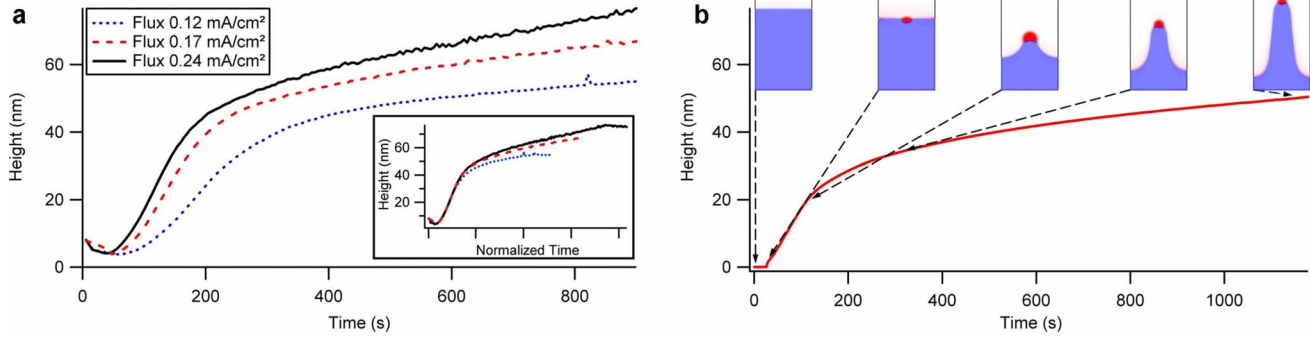 a
Flux 0.12 mA/cm²
Flux 0.17 mA/cm²
Flux 0.24 mA/cm²
Height (nm)
60
40
20
0
0 200 400 600 800
Time (s)
Height (nm)
60
40
20
Normalized Time
b
Height (nm)
60
40
20
0
0 200 400 600 800 1000
Time (s)